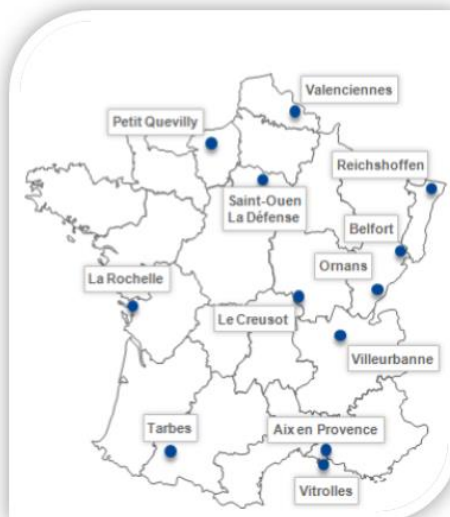 Valenciennes
Petit Quevilly
Reichshoffen
Saint-Ouen
La Défense
Belfort
Ornans
La Rochelle
Le Creusot
Villeurbanne
Tarbes
Aix en Provence
Vitrolles